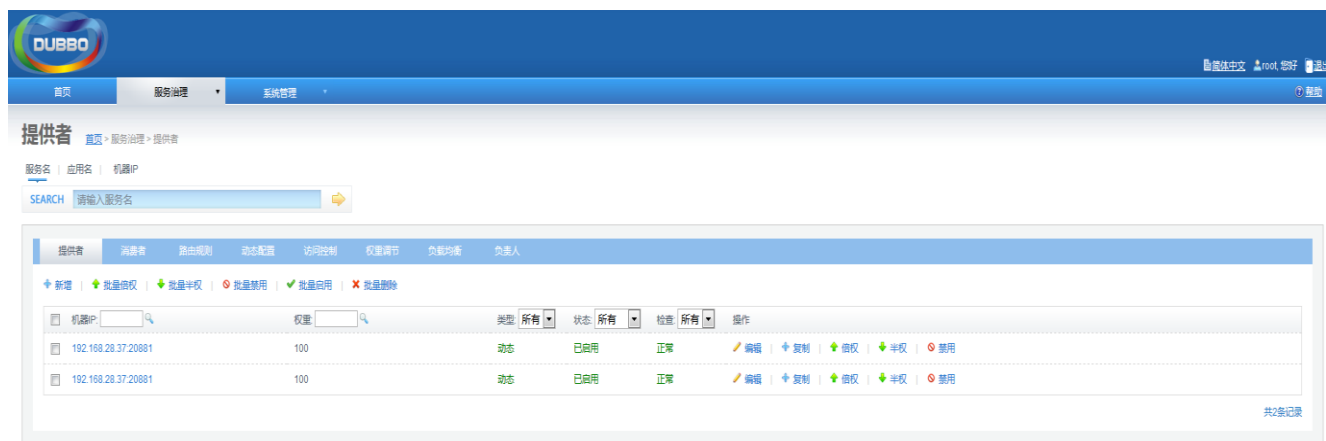 DUBBO
简体中文 root, 您好 退出
首页 服务治理 系统管理 帮助
提供者 首页 > 服务治理 > 提供者
服务名 | 应用名 | 机器IP
SEARCH 请输入服务名
提供者 消费者 路由规则 动态配置 访问控制 权重调节 负载均衡 负责人
新增 | 批量倍权 | 批量半权 | 批量禁用 | 批量启用 | 批量删除
机器IP: 权重: 类型: 所有 状态: 所有 检查: 所有 操作
192.168.28.37:20881 100 动态 已启用 正常 编辑 | 复制 | 倍权 | 半权 | 禁用
192.168.28.37:20881 100 动态 已启用 正常 编辑 | 复制 | 倍权 | 半权 | 禁用
共2条记录